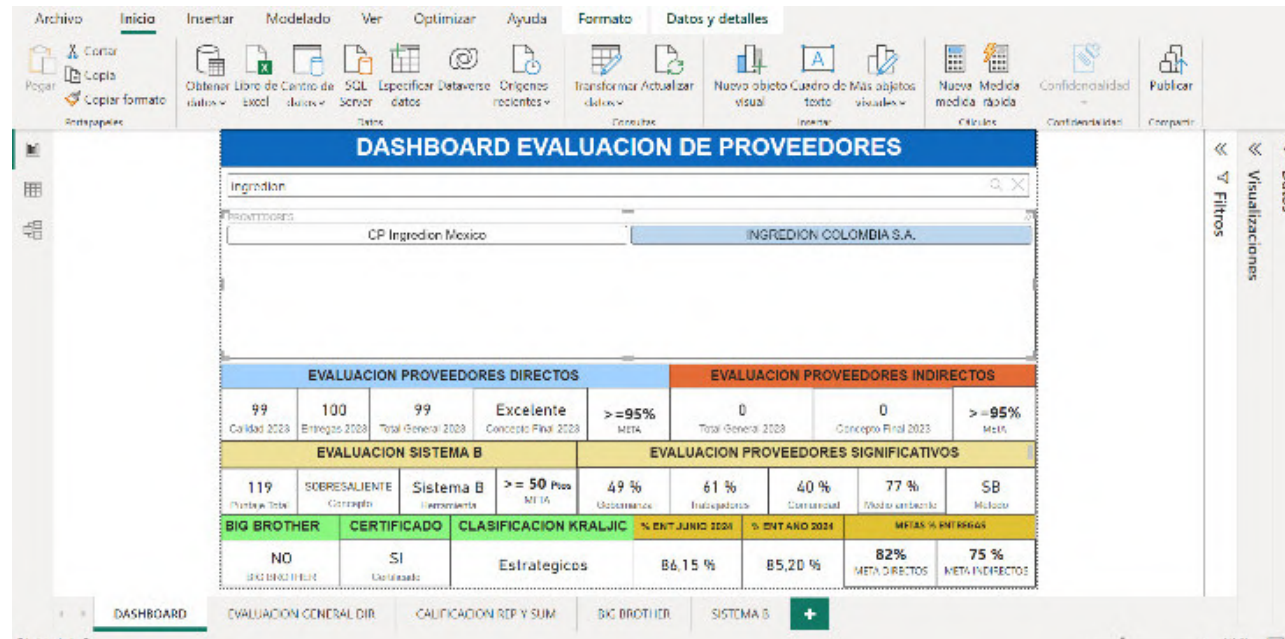 Archivo Inicio Insertar Modelado Ver Optimizar Ayuda Formato Datos y detalles
Pegar
Cortar
Copiar formato
Portapapeles
Obtener datos
Libro de Excel
Centro de datos
SQL Server
Especificar datos
Dataverse
Orígenes recientes
Datos
Transformar datos
Actualizar
Consultas
Nuevo objeto visual
Cuadro de texto
Más objetos visuales
Insertar
Nueva medida
Medida rápida
Cálculos
Confidencialidad
Confidencialidad
Publicar
Compartir
DASHBOARD EVALUACION DE PROVEEDORES
ingredion
PROVEEDORES
CP Ingredion Mexico INGREDION COLOMBIA S.A.
Filtros
Visualizaciones
EVALUACION PROVEEDORES DIRECTOS EVALUACION PROVEEDORES INDIRECTOS
99 100 99 Excelente >=95% 0 0 >=95%
Calidad 2023 Entregas 2023 Total General 2023 Concepto Final 2023 META Total General 2023 Concepto Final 2023 META
EVALUACION SISTEMA B EVALUACION PROVEEDORES SIGNIFICATIVOS
119 SOBRESALIENTE Sistema B >= 50 Ptos 49 % 61 % 40 % 77 % SB
Puntaje Total Concepto Herramienta META Gobernanza Trabajadores Comunidad Medio ambiente Metodo
BIG BROTHER CERTIFICADO CLASIFICACION KRALJIC % ENT JUNIO 2024 % ENT AÑO 2024 METAS % ENTREGAS
NO SI Estrategicos 86,15 % 85,20 % 82% 75 %
BIG BROTHER Certificado META DIRECTOS META INDIRECTOS
DASHBOARD EVALUACION GENERAL DIR CALIFICACION REP Y SUM BIG BROTHER SISTEMA B